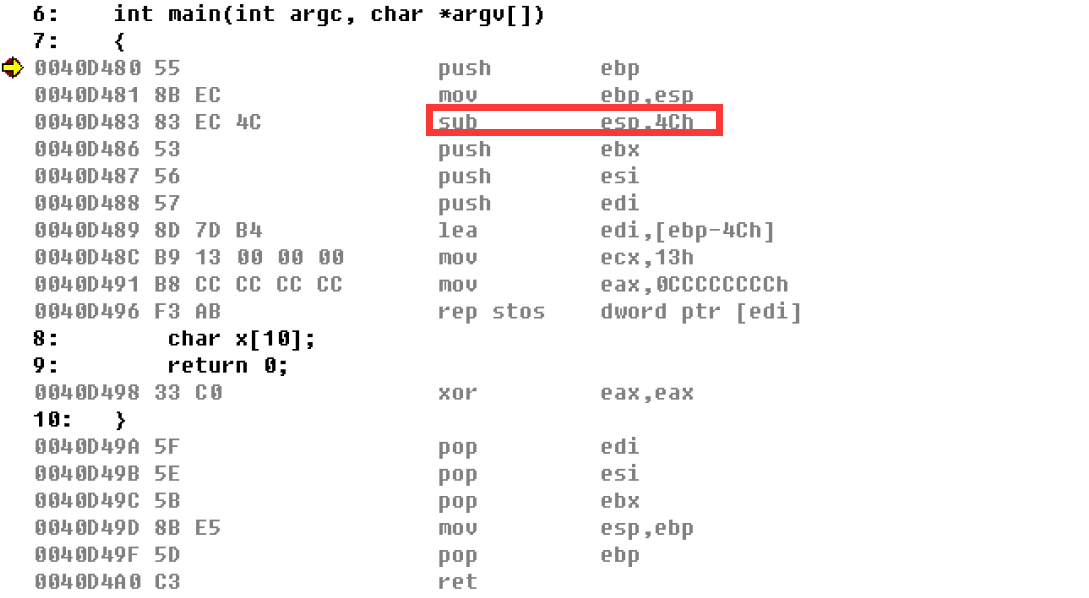 6: int main(int argc, char *argv[])
7: {
0040D480 55 push ebp
0040D481 8B EC mov ebp,esp
0040D483 83 EC 4C sub esp,4Ch
0040D486 53 push ebx
0040D487 56 push esi
0040D488 57 push edi
0040D489 8D 7D B4 lea edi,[ebp-4Ch]
0040D48C B9 13 00 00 00 mov ecx,13h
0040D491 B8 CC CC CC CC mov eax,0CCCCCCCCh
0040D496 F3 AB rep stos dword ptr [edi]
8: char x[10];
9: return 0;
0040D498 33 C0 xor eax,eax
10: }
0040D49A 5F pop edi
0040D49B 5E pop esi
0040D49C 5B pop ebx
0040D49D 8B E5 mov esp,ebp
0040D49F 5D pop ebp
0040D4A0 C3 ret